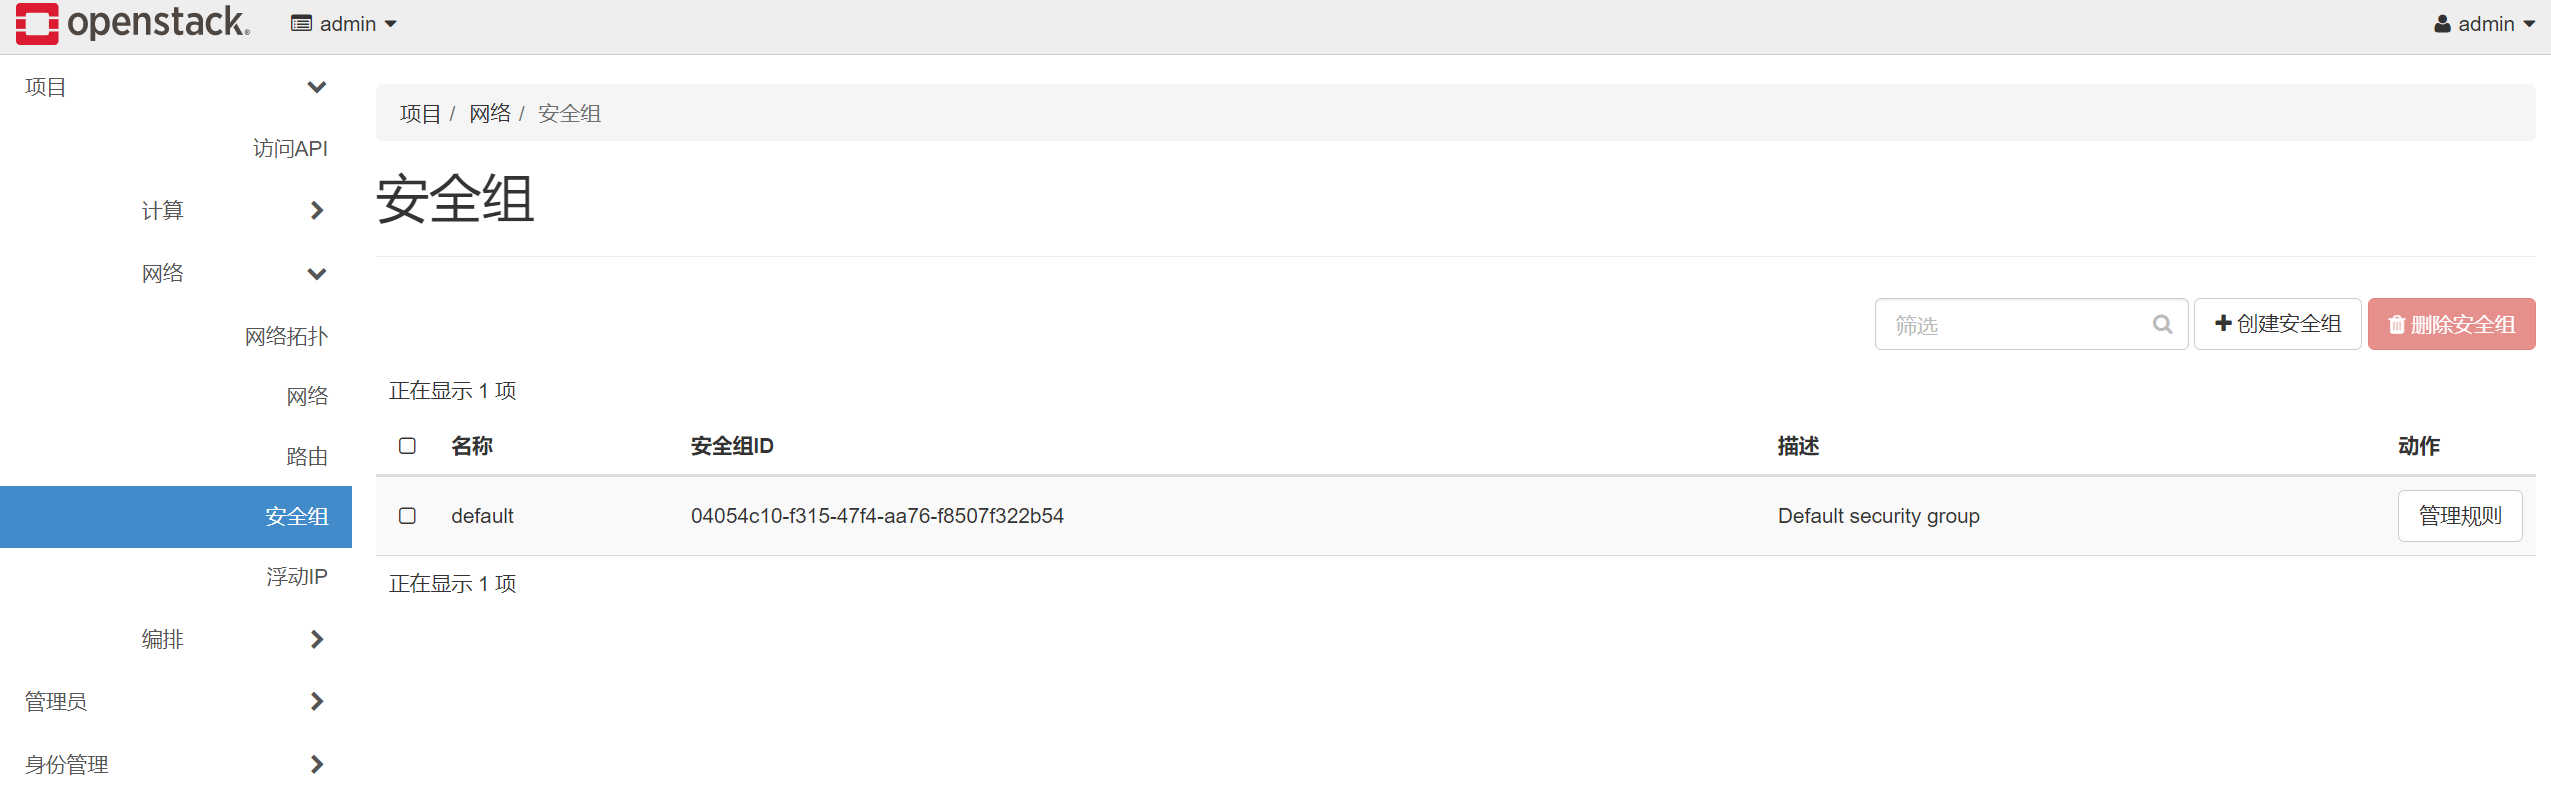 openstack. admin admin
项目
访问API
计算
网络
网络拓扑
网络
路由
安全组
浮动IP
编排
管理员
身份管理
项目 / 网络 / 安全组
安全组
筛选 创建安全组 删除安全组
正在显示 1 项
名称 安全组ID 描述 动作
default 04054c10-f315-47f4-aa76-f8507f322b54 Default security group 管理规则
正在显示 1 项